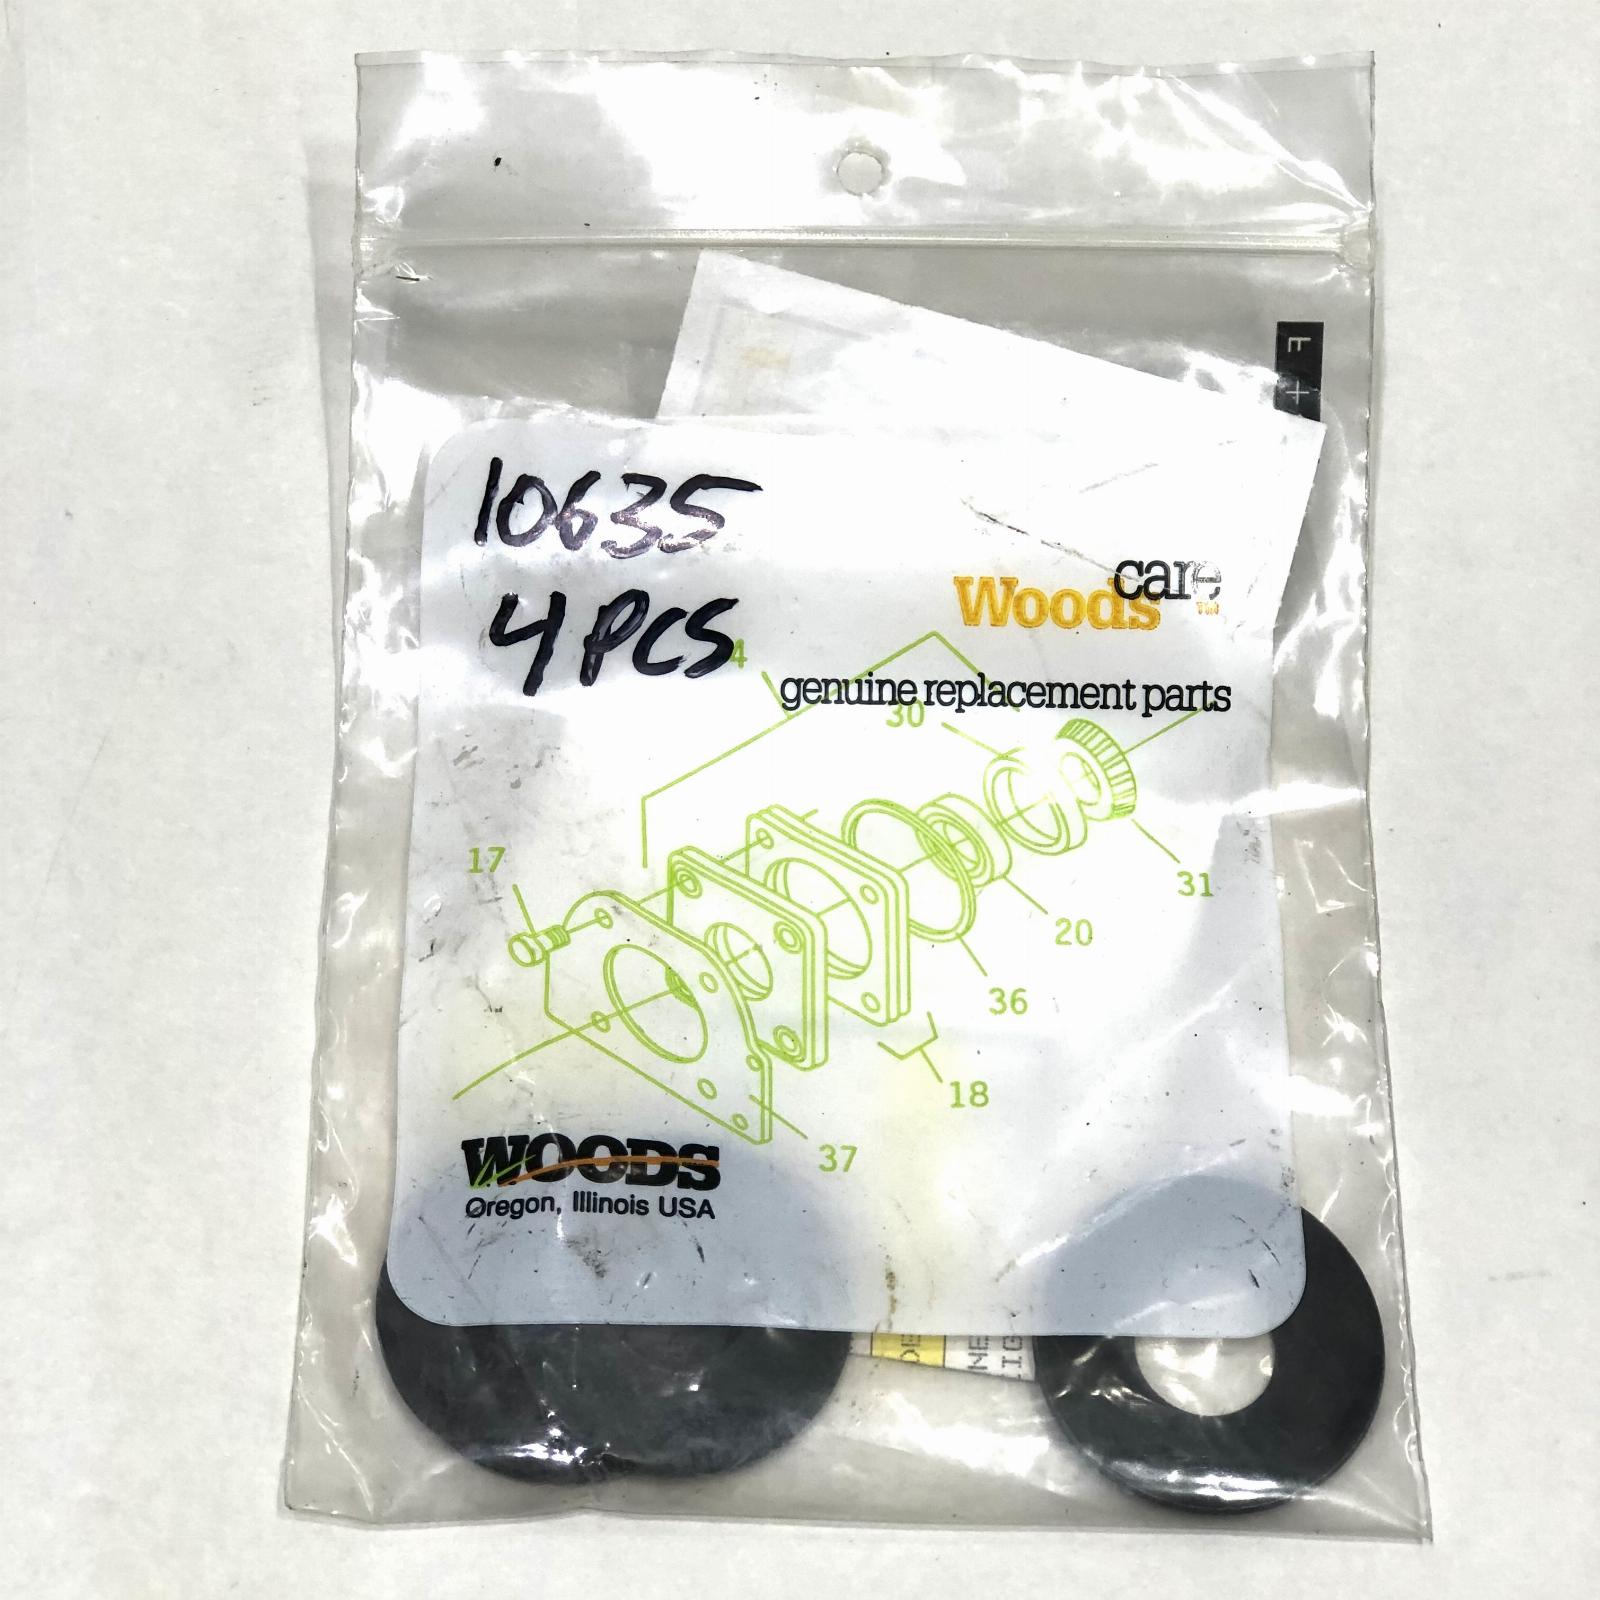 10635
4 PCS
care
Woods
genuine replacement parts
4
30
17
31
20
36
18
37
WOODS
Oregon, Illinois USA